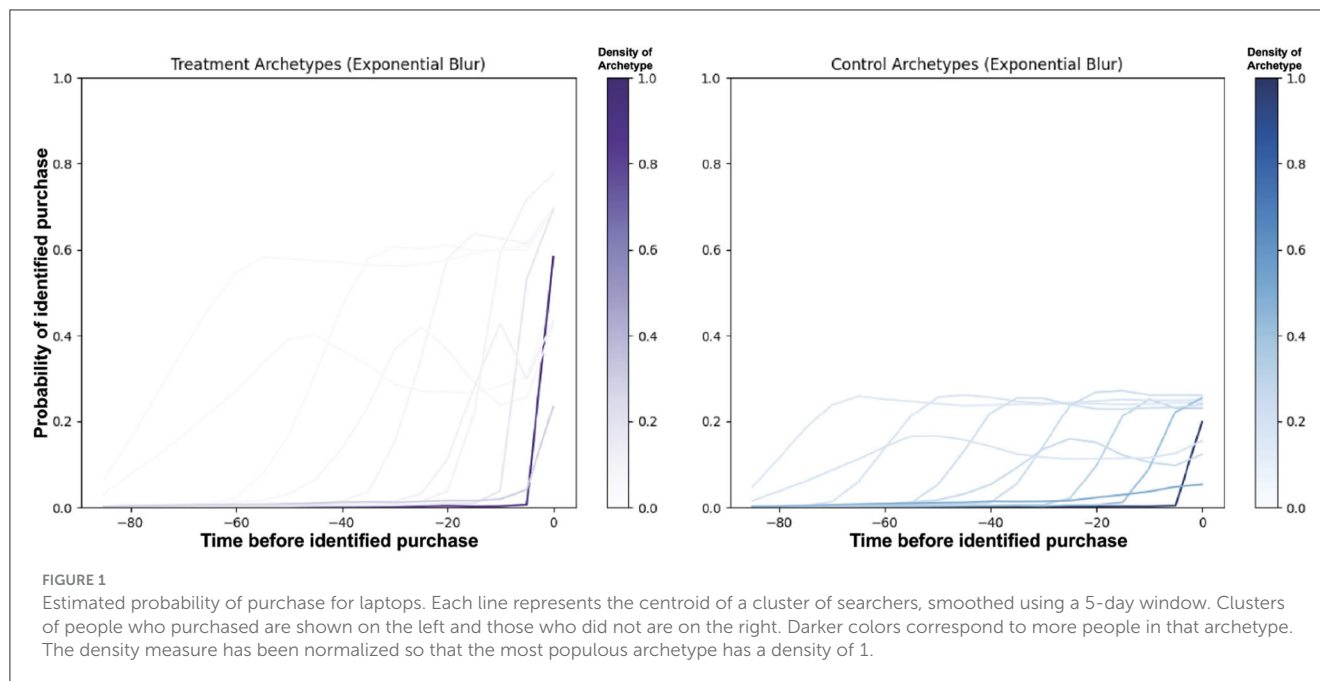 Treatment Archetypes (Exponential Blur)
Density of
Archetype
1.0
0.8
0.6
0.4
0.2
0.0
−80
−60
−40
−20
0
Probability of identified purchase
Time before identified purchase
1.0
0.8
0.6
0.4
0.2
0.0
Control Archetypes (Exponential Blur)
Density of
Archetype
1.0
0.8
0.6
0.4
0.2
0.0
−80
−60
−40
−20
0
Time before identified purchase
1.0
0.8
0.6
0.4
0.2
0.0
FIGURE 1
Estimated probability of purchase for laptops. Each line represents the centroid of a cluster of searchers, smoothed using a 5-day window. Clusters
of people who purchased are shown on the left and those who did not are on the right. Darker colors correspond to more people in that archetype.
The density measure has been normalized so that the most populous archetype has a density of 1.